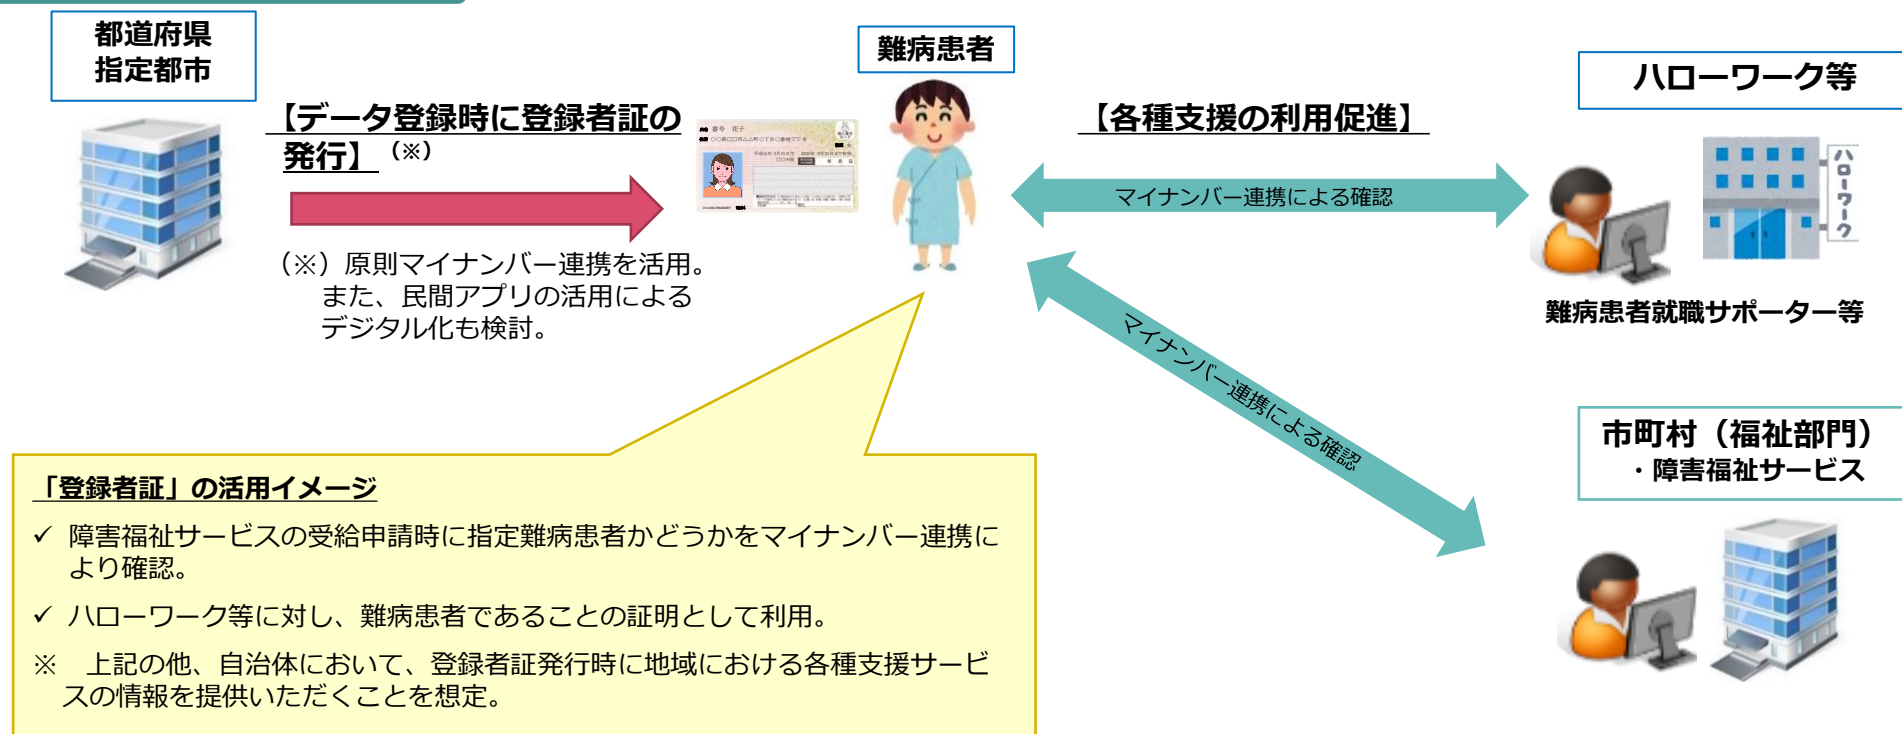 都道府県
指定都市
難病患者
ハローワーク等
【データ登録時に登録者証の
発行】（※）
番号 花子
【各種支援の利用促進】
マイナンバー連携による確認
ハローワーク
（※）原則マイナンバー連携を活用。
また、民間アプリの活用による
デジタル化も検討。
難病患者就職サポーター等
マイナンバー連携による確認
市町村（福祉部門）
・障害福祉サービス
「登録者証」の活用イメージ
✓ 障害福祉サービスの受給申請時に指定難病患者かどうかをマイナンバー連携に
より確認。
✓ ハローワーク等に対し、難病患者であることの証明として利用。
※　上記の他、自治体において、登録者証発行時に地域における各種支援サービ
スの情報を提供いただくことを想定。